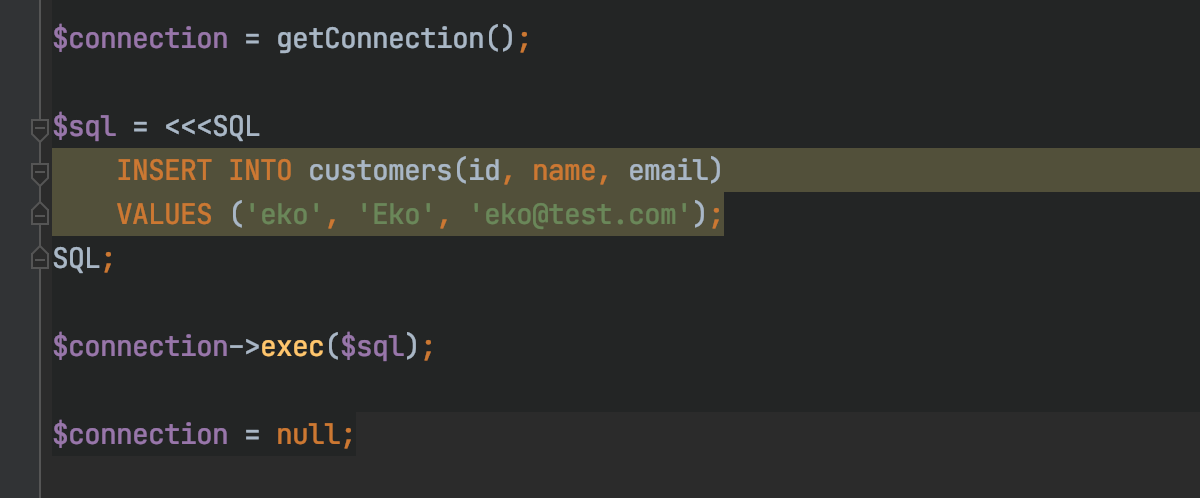 $connection = getConnection();
$sql = <<<SQL
    INSERT INTO customers(id, name, email)
    VALUES ('eko', 'Eko', 'eko@test.com');
SQL;
$connection->exec($sql);
$connection = null;